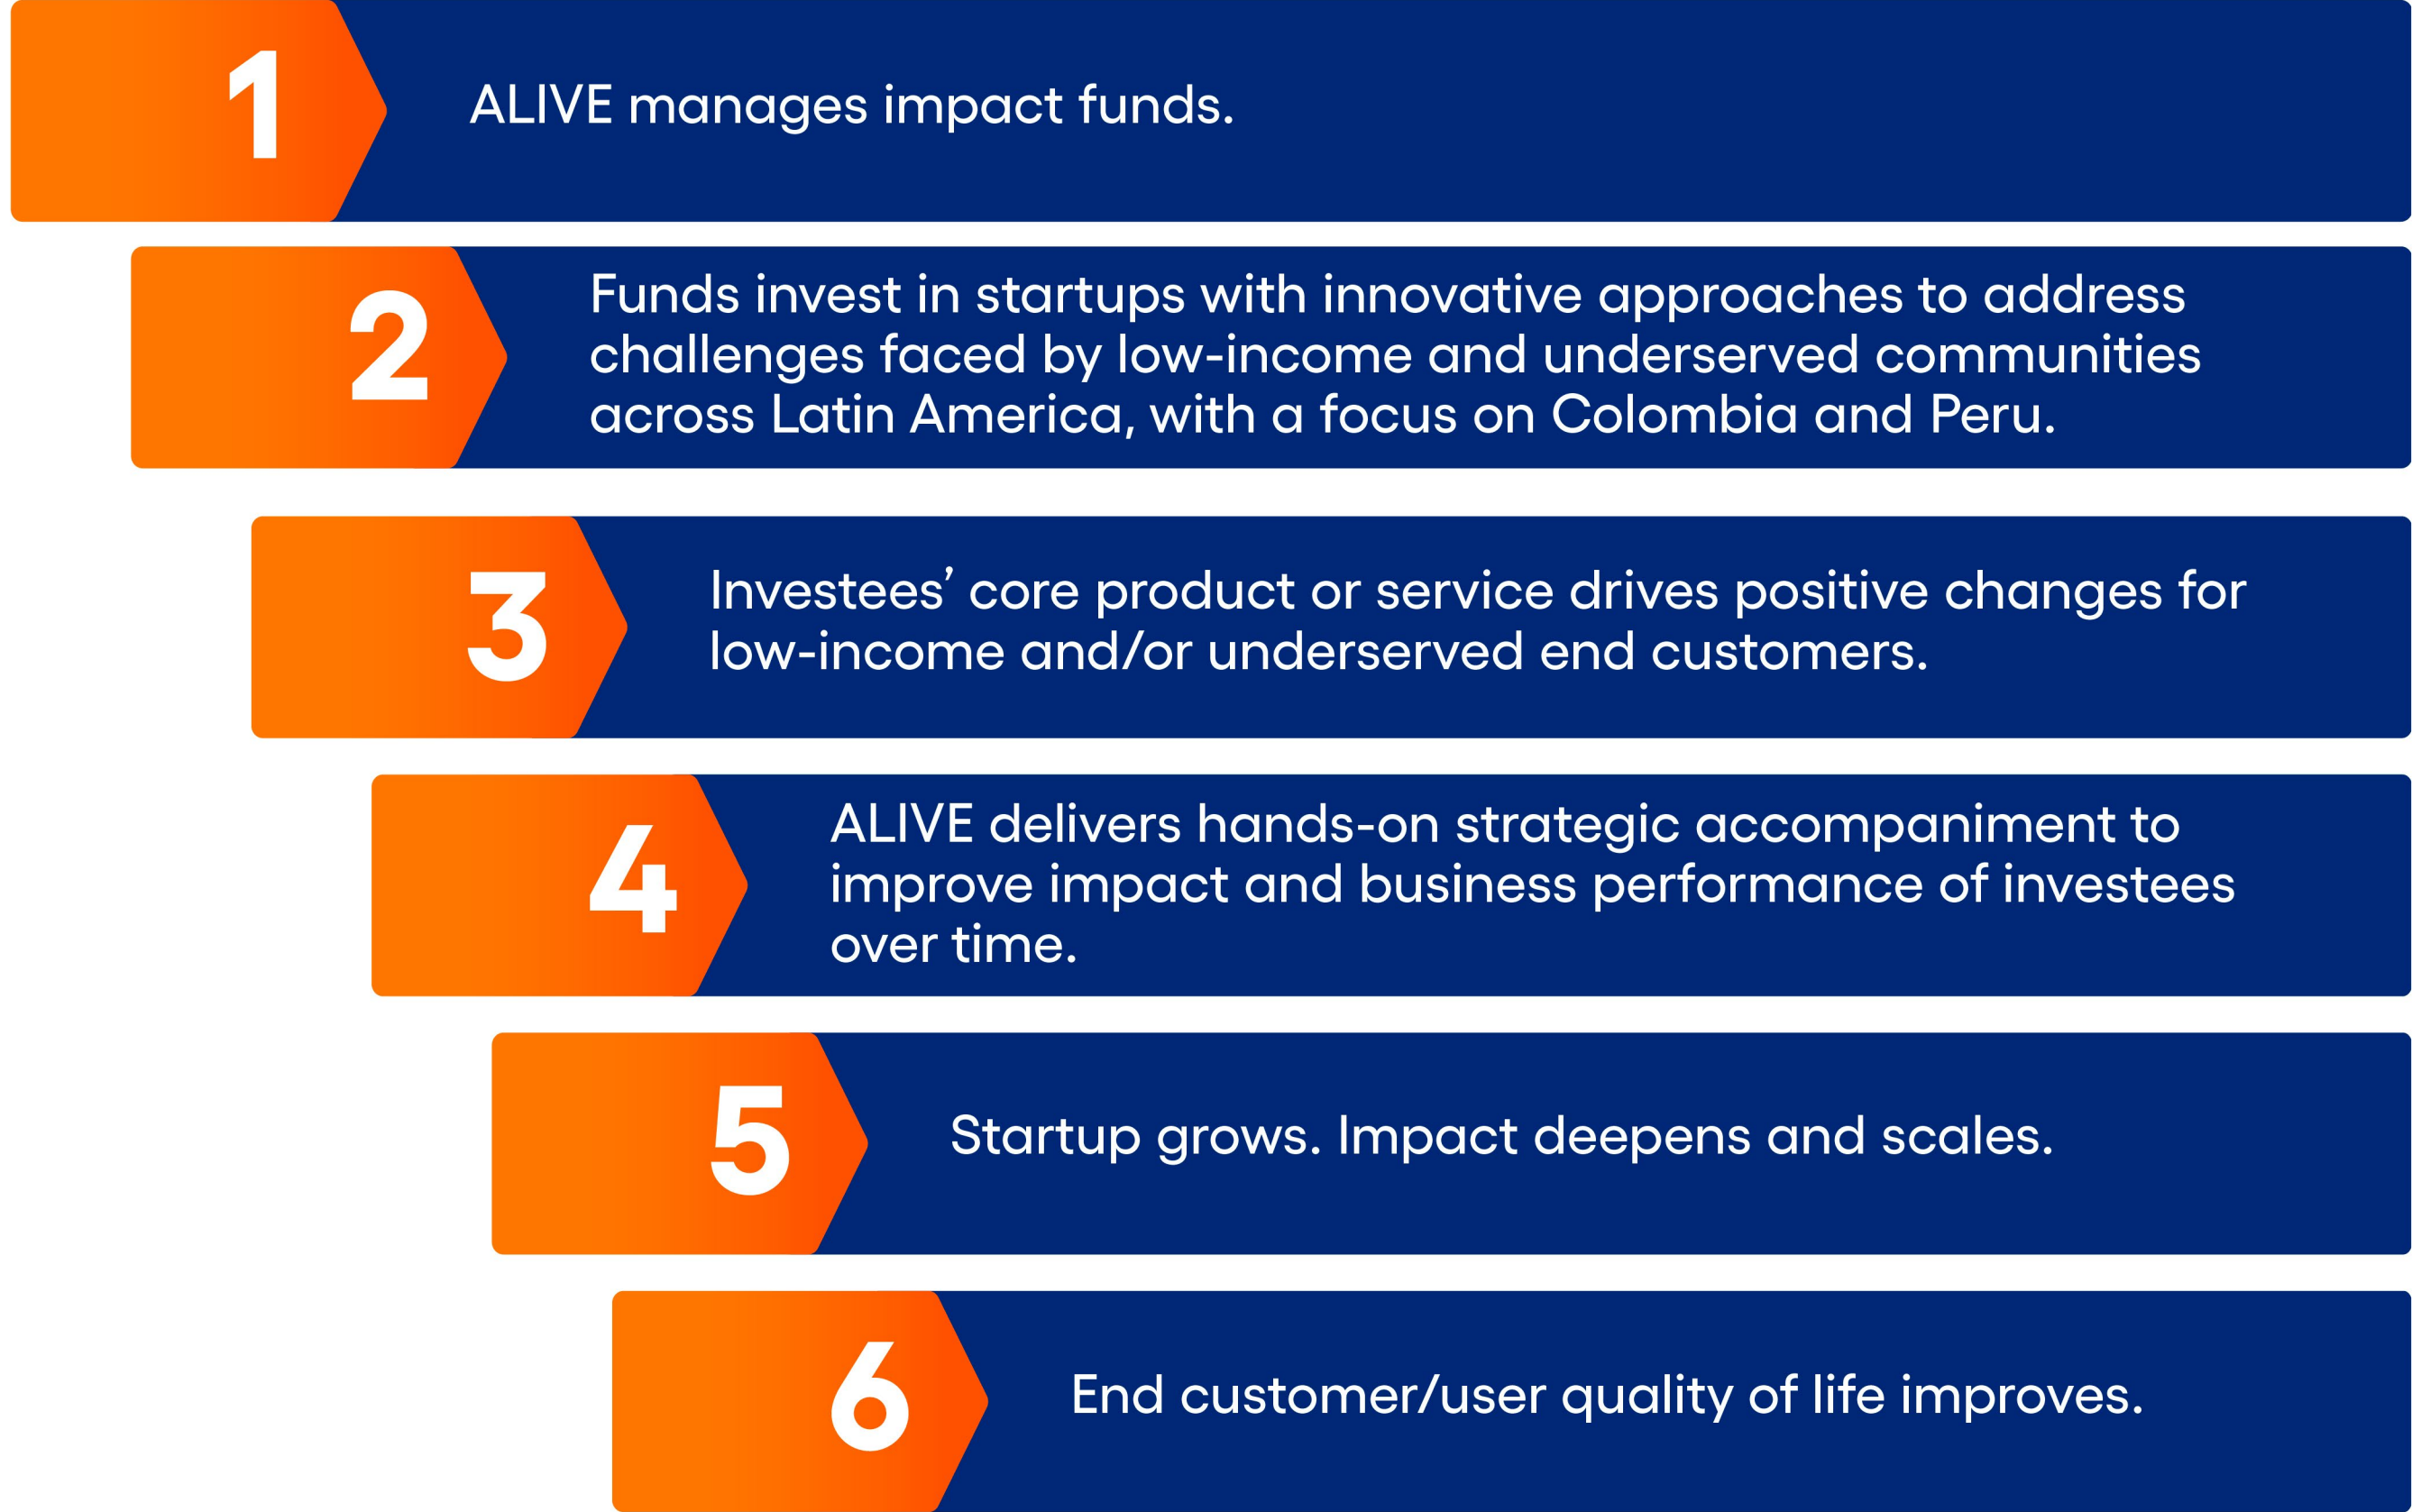 1
ALIVE manages impact funds.
2
Funds invest in startups with innovative approaches to address
challenges faced by low-income and underserved communities
across Latin America, with a focus on Colombia and Peru.
3
Investees’ core product or service drives positive changes for
low-income and/or underserved end customers.
4
ALIVE delivers hands-on strategic accompaniment to
improve impact and business performance of investees
over time.
5
Startup grows. Impact deepens and scales.
6
End customer/user quality of life improves.